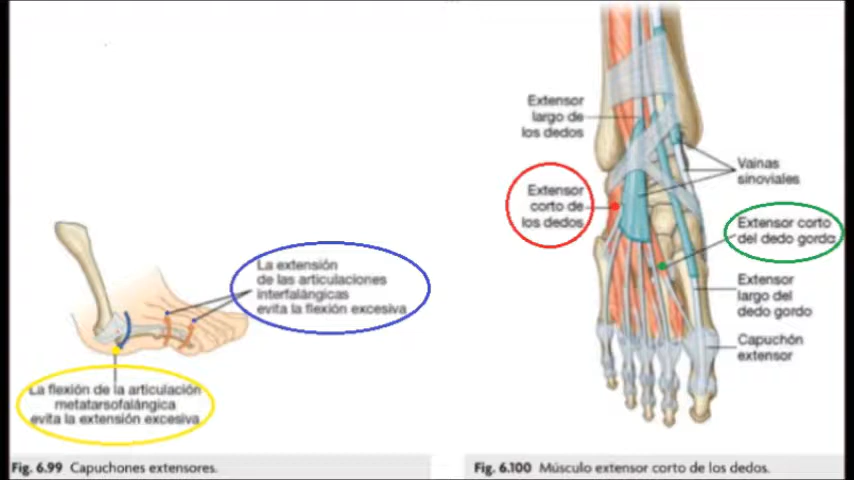 La extensión
de las articulaciones
interfalángicas
evita la flexión excesiva
La flexión de la articulación
metatarsofalángica
evita la extensión excesiva
Fig. 6.99 Capuchones extensores.
Extensor
largo de
los dedos
Extensor
corto de
los dedos
Vainas
sinoviales
Extensor corto
del dedo gordo
Extensor
largo del
dedo gordo
Capuchón
extensor
Fig. 6.100 Músculo extensor corto de los dedos.